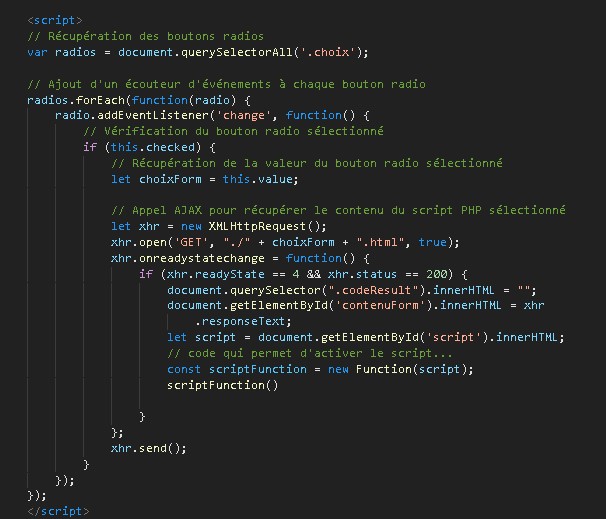 <script>
// Récupération des boutons radios
var radios = document.querySelectorAll('.choix');
// Ajout d'un écouteur d'événements à chaque bouton radio
radios.forEach(function(radio) {
radio.addEventListener('change', function() {
// Vérification du bouton radio sélectionné
if (this.checked) {
// Récupération de la valeur du bouton radio sélectionné
let choixForm = this.value;
// Appel AJAX pour récupérer le contenu du script PHP sélectionné
let xhr = new XMLHttpRequest();
xhr.open('GET', "./" + choixForm + ".html", true);
xhr.onreadystatechange = function() {
if (xhr.readyState == 4 && xhr.status == 200) {
document.querySelector(".codeResult").innerHTML = "";
document.getElementById('contenuForm').innerHTML = xhr
.responseText;
let script = document.getElementById('script').innerHTML;
// code qui permet d'activer le script...
const scriptFunction = new Function(script);
scriptFunction()
}
};
xhr.send();
}
});
});
</script>